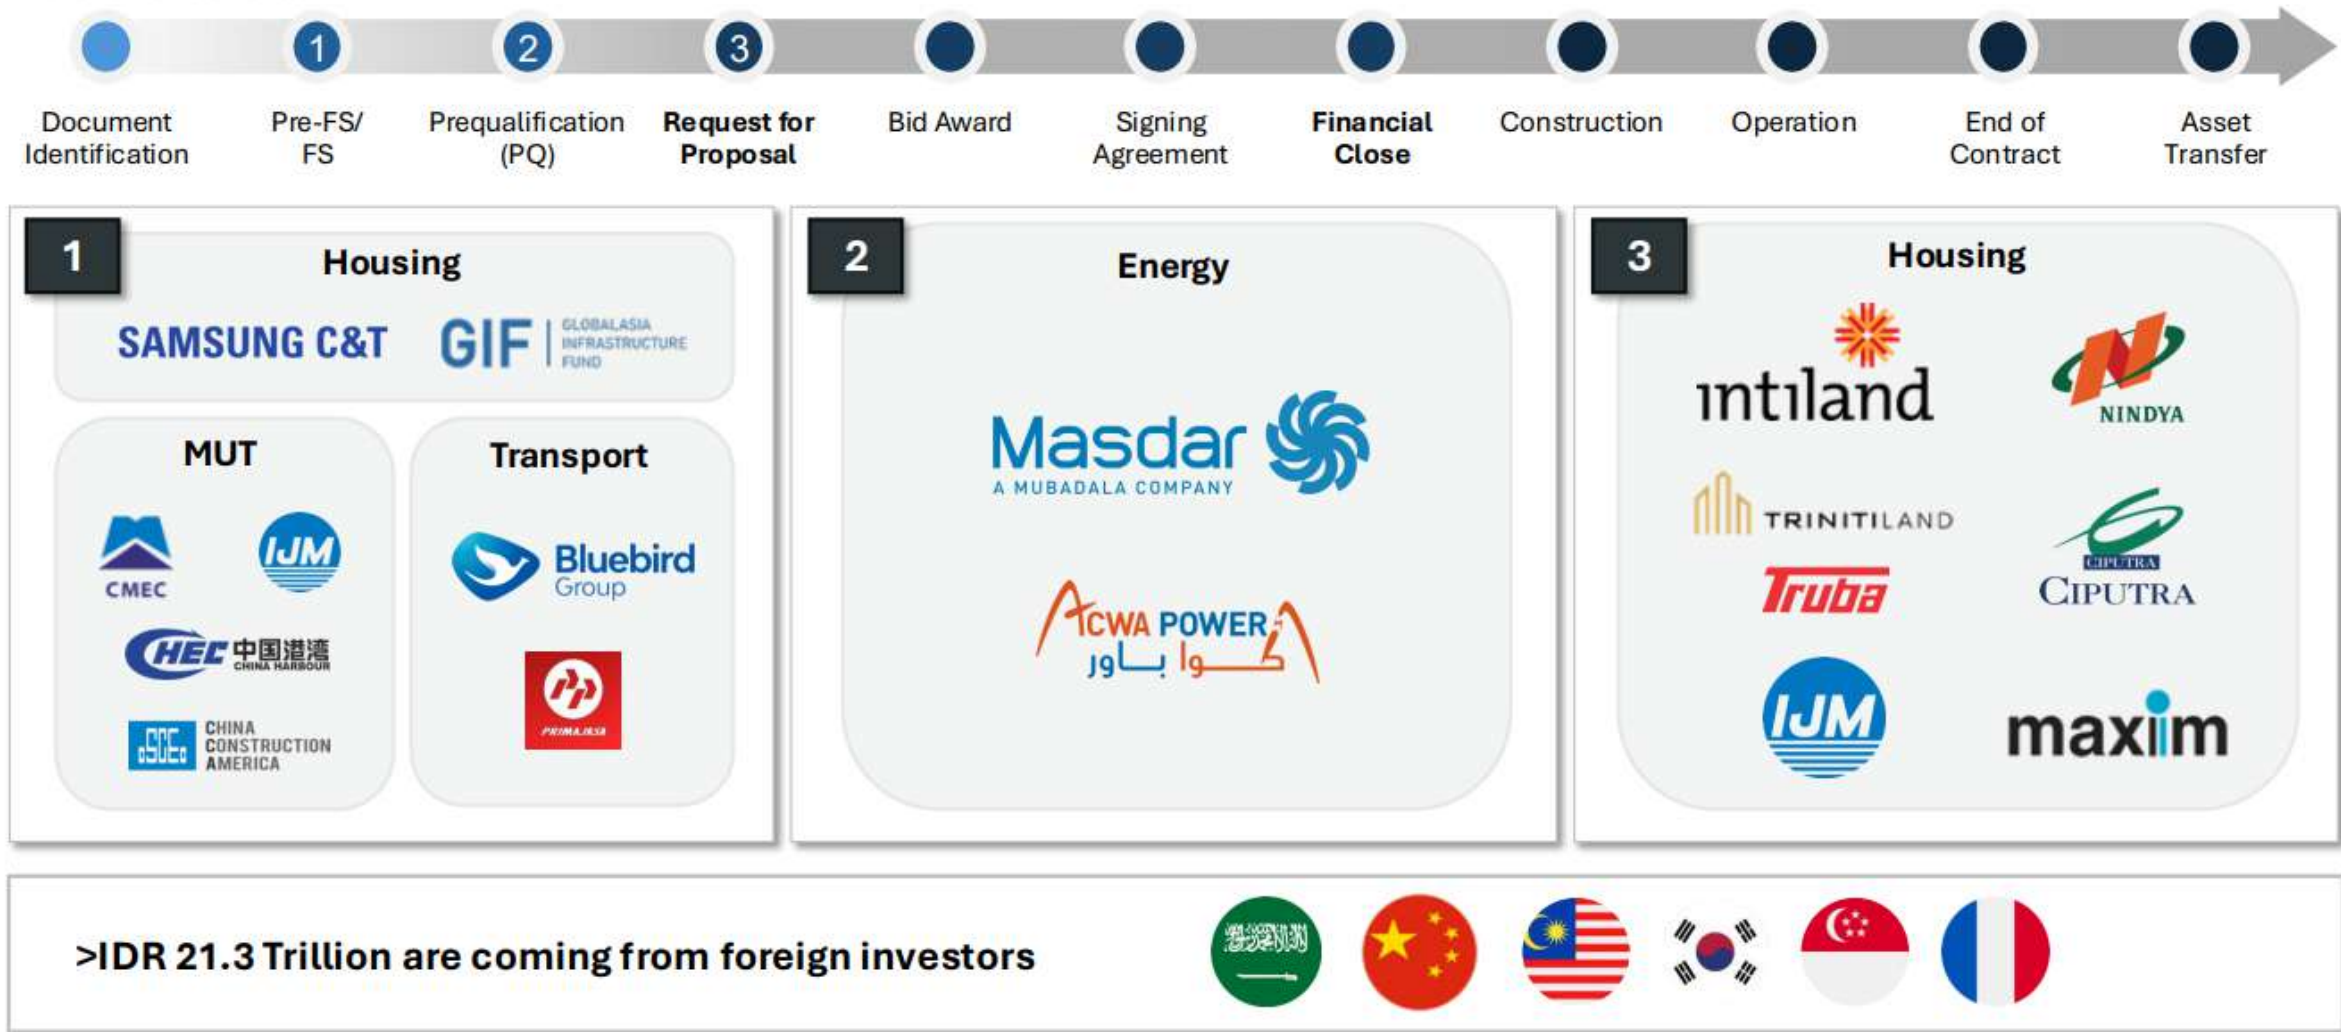 1
2
3
Document
Identification
Pre-FS/
FS
Prequalification
(PQ)
Request for
Proposal
Bid Award
Signing
Agreement
Financial
Close
Construction
Operation
End of
Contract
Asset
Transfer
1
Housing
SAMSUNG C&T
GIF
GLOBALASIA
INFRASTRUCTURE
FUND
MUT
CMEC
IJM
CHEC 中国港湾
CHINA HARBOUR
CSCEC
CHINA
CONSTRUCTION
AMERICA
Transport
Bluebird
Group
PP
PRIMAJASA
2
Energy
Masdar
A MUBADALA COMPANY
ACWA POWER
أكوا باور
3
Housing
intiland
NINDYA
TRINITILAND
Truba
CIPUTRA
CIPUTRA
IJM
maxiim
>IDR 21.3 Trillion are coming from foreign investors